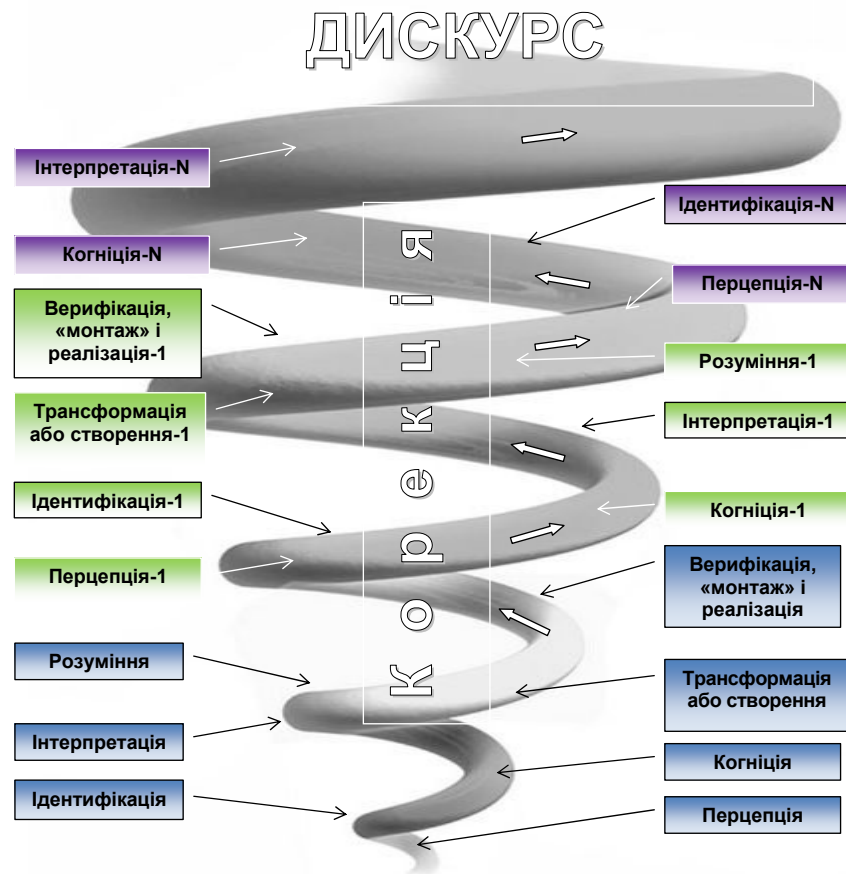 ДИСКУРС
Інтерпретація-N
Ідентифікація-N
Когніція-N
Перцепція-N
Верифікація,
«монтаж» і
реалізація-1
Розуміння-1
Трансформація
або створення-1
Інтерпретація-1
Ідентифікація-1
Когніція-1
Перцепція-1
Верифікація,
«монтаж» і
реалізація
Розуміння
Трансформація
або створення
Інтерпретація
Когніція
Ідентифікація
Перцепція
Корекція